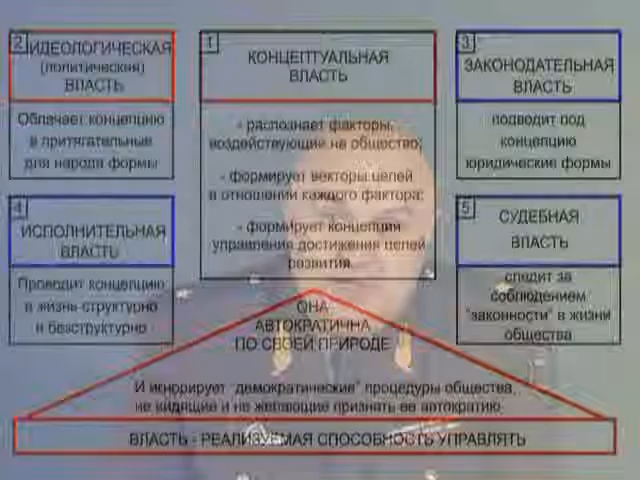 2
ИДЕОЛОГИЧЕСКАЯ
(политическая)
ВЛАСТЬ
Облачает концепцию
в притягательные
для народа формы
1
КОНЦЕПТУАЛЬНАЯ
ВЛАСТЬ
- распознает факторы,
воздействующие на общество;
- формирует векторы целей
в отношении каждого фактора;
- формирует концепции
управления достижения целей
развития.
3
ЗАКОНОДАТЕЛЬНАЯ
ВЛАСТЬ
подводит под
концепцию
юридические формы
4
ИСПОЛНИТЕЛЬНАЯ
ВЛАСТЬ
Проводит концепцию
в жизнь структурно
и безструктурно
5
СУДЕБНАЯ
ВЛАСТЬ
следит за
соблюдением
"законности" в жизни
общества
ОНА
АВТОКРАТИЧНА
ПО СВОЕЙ ПРИРОДЕ
И игнорирует "демократические" процедуры общества,
не видящие и не желающие признать ее автократию
ВЛАСТЬ - РЕАЛИЗУЕМАЯ СПОСОБНОСТЬ УПРАВЛЯТЬ